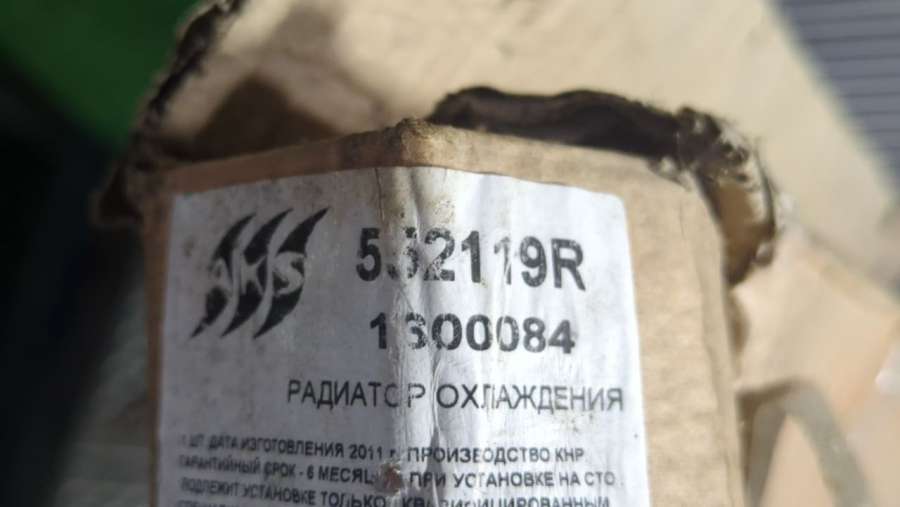 AKS
532119R
1300084
РАДИАТОР ОХЛАЖДЕНИЯ
1 ШТ. ДАТА ИЗГОТОВЛЕНИЯ 2011 г. ПРОИЗВОДСТВО КНР.
ГАРАНТИЙНЫЙ СРОК - 6 МЕСЯЦ ПРИ УСТАНОВКЕ НА СТО
ПОДЛЕЖИТ УСТАНОВКЕ ТОЛЬКО КВАЛИФИЦИРОВАННЫМ